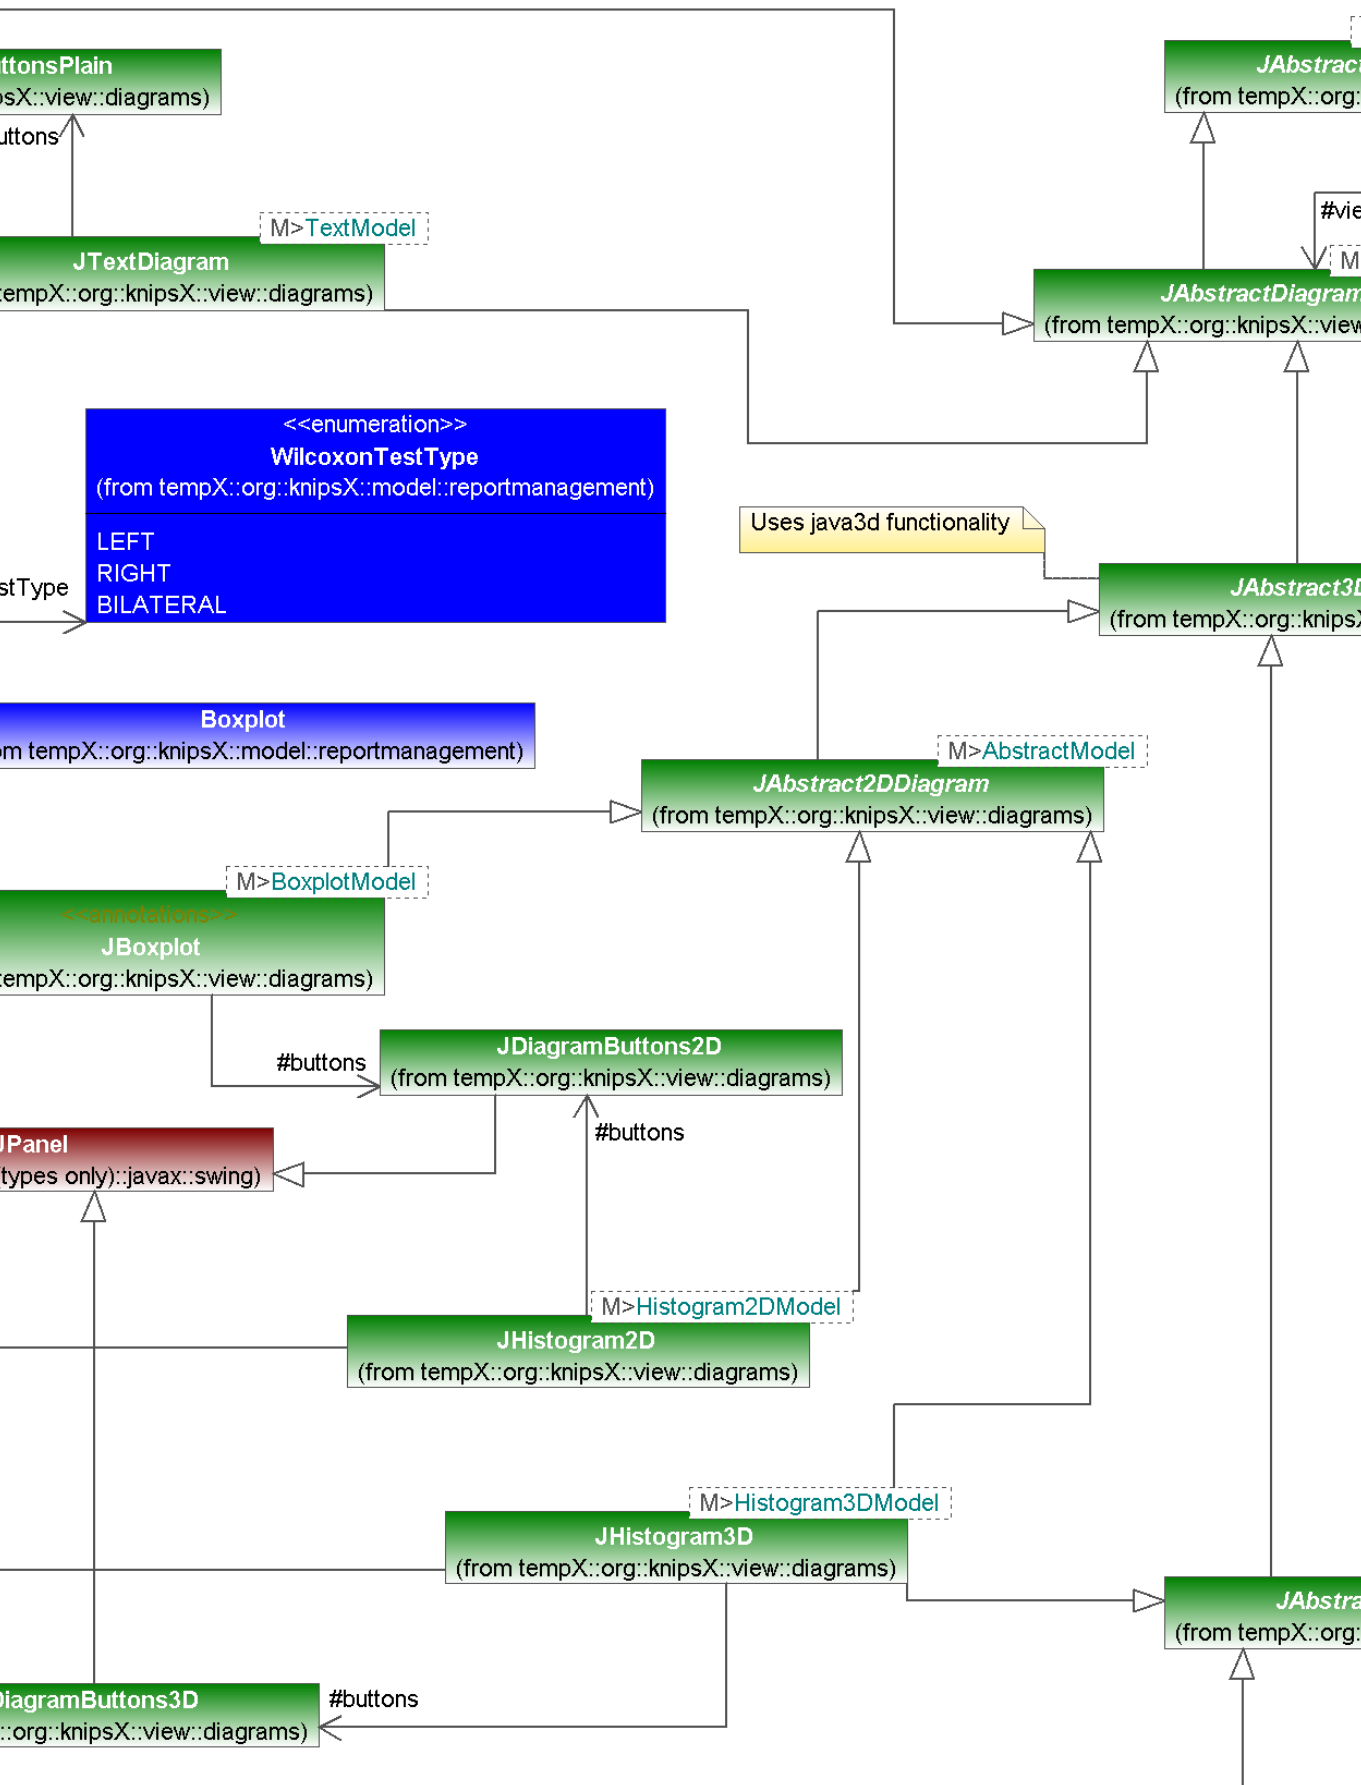 ttonsPlain
osX::view::diagrams)
uttons
JAbstract
(from tempX::org:
#vie
M>TextModel
JTextDiagram
tempX::org::knipsX::view::diagrams)
M
JAbstractDiagram
(from tempX::org::knipsX::view
<<enumeration>>
WilcoxonTestType
(from tempX::org::knipsX::model::reportmanagement)
LEFT
RIGHT
BILATERAL
stType
Uses java3d functionality
JAbstract3D
(from tempX::org::knipsX
Boxplot
om tempX::org::knipsX::model::reportmanagement)
M>AbstractModel
JAbstract2DDiagram
(from tempX::org::knipsX::view::diagrams)
M>BoxplotModel
<<annotations>>
JBoxplot
tempX::org::knipsX::view::diagrams)
#buttons
JDiagramButtons2D
(from tempX::org::knipsX::view::diagrams)
#buttons
JPanel
(types only)::javax::swing)
M>Histogram2DModel
JHistogram2D
(from tempX::org::knipsX::view::diagrams)
M>Histogram3DModel
JHistogram3D
(from tempX::org::knipsX::view::diagrams)
JAbstra
(from tempX::org:
DiagramButtons3D
::org::knipsX::view::diagrams)
#buttons